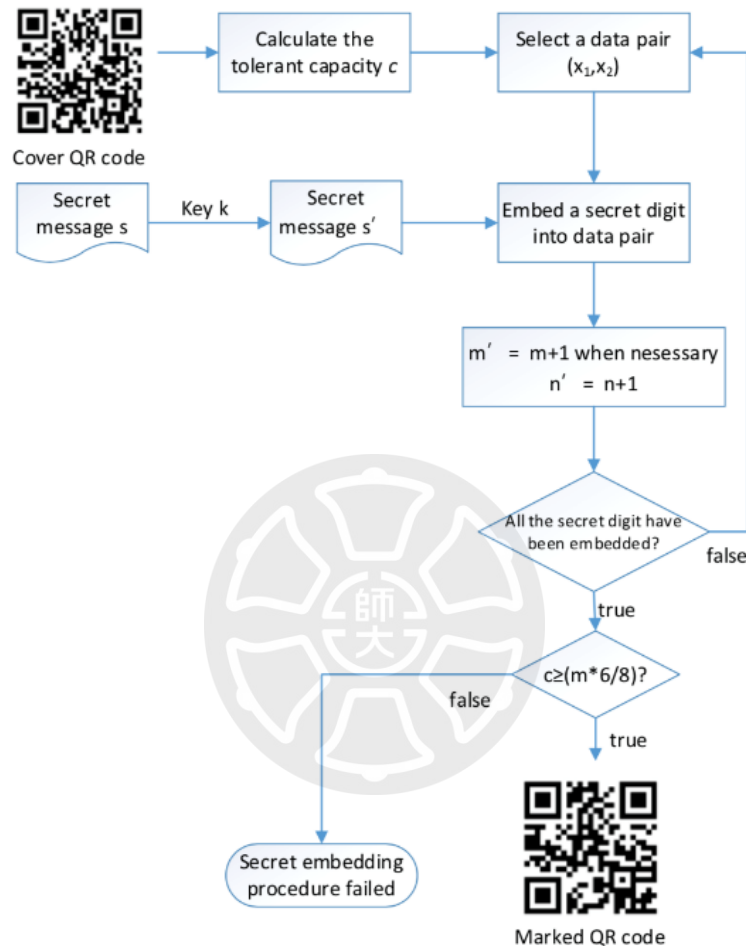 Calculate the
tolerant capacity c
Select a data pair
(x₁,x₂)
Cover QR code
Secret
message s
Key k
Secret
message s′
Embed a secret digit
into data pair
m′ = m+1 when nesessary
n′ = n+1
All the secret digit have
been embedded?
false
true
c≥(m*6/8)?
false
true
Secret embedding
procedure failed
Marked QR code
師
大